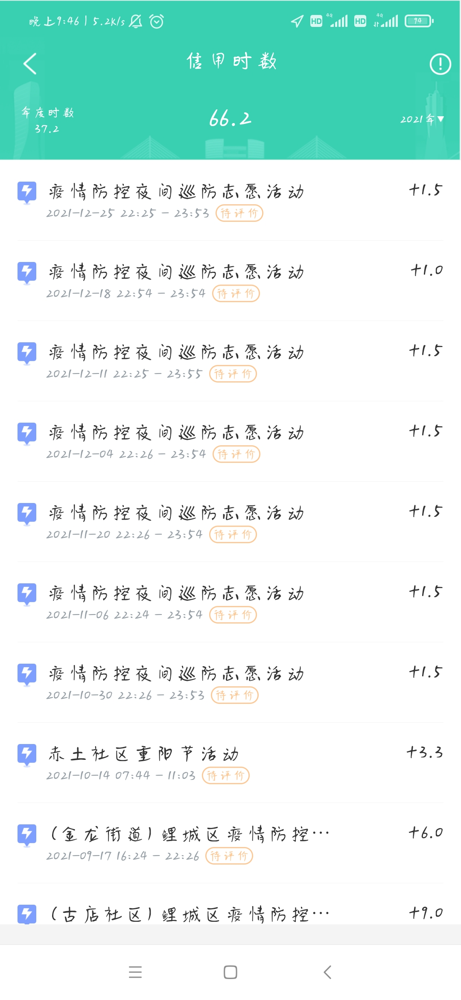 晚上9:46 | 5.2K/s
HD 4G HD 4G 94
信用时数
年度时数
37.2
66.2
2021年▼
疫情防控夜间巡防志愿活动 +1.5
2021-12-25 22:25 - 23:53 待评价
疫情防控夜间巡防志愿活动 +1.0
2021-12-18 22:54 - 23:54 待评价
疫情防控夜间巡防志愿活动 +1.5
2021-12-11 22:25 - 23:55 待评价
疫情防控夜间巡防志愿活动 +1.5
2021-12-04 22:26 - 23:54 待评价
疫情防控夜间巡防志愿活动 +1.5
2021-11-20 22:26 - 23:54 待评价
疫情防控夜间巡防志愿活动 +1.5
2021-11-06 22:24 - 23:54 待评价
疫情防控夜间巡防志愿活动 +1.5
2021-10-30 22:26 - 23:53 待评价
赤土社区重阳节活动 +3.3
2021-10-14 07:44 - 11:03 待评价
(金龙街道)鲤城区疫情防控… +6.0
2021-09-17 16:24 - 22:26 待评价
(古店社区)鲤城区疫情防控… +9.0